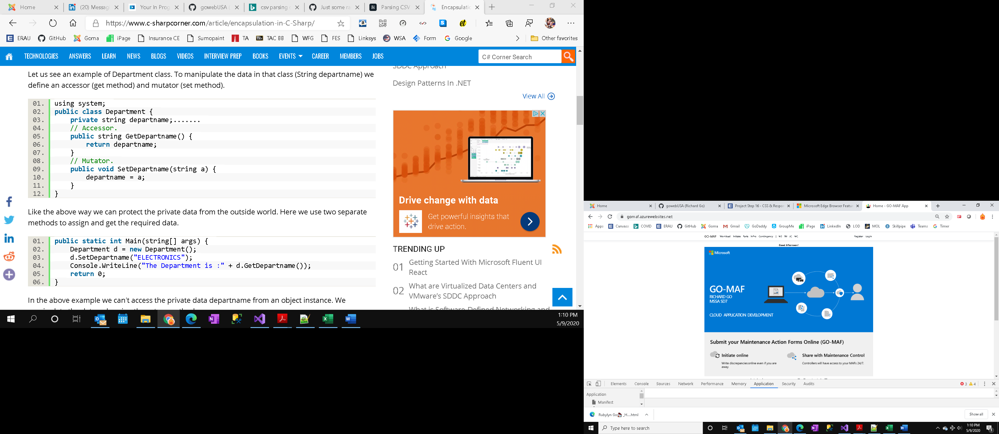 Home
(20) Messagi
Your In Prog
gowebUSA (
csv parsing c
Just some ra
Parsing CSV
Encapsulatic
https://www.c-sharpcorner.com/article/encapsulation-in-C-Sharp/
ERAU GitHub Goma iPage Insurance CE Sumopaint TA TAC BB WFG FES Linksys WSA Form Google Other favorites
TECHNOLOGIES ANSWERS LEARN NEWS BLOGS VIDEOS INTERVIEW PREP BOOKS EVENTS CAREER MEMBERS JOBS C# Corner Search
Let us see an example of Department class. To manipulate the data in that class (String departname) we
define an accessor (get method) and mutator (set method).
01. using system;
02. public class Department {
03. private string departname;.......
04. // Accessor.
05. public string GetDepartname() {
06. return departname;
07. }
08. // Mutator.
09. public void SetDepartname(string a) {
10. departname = a;
11. }
12. }
Like the above way we can protect the private data from the outside world. Here we use two separate
methods to assign and get the required data.
01. public static int Main(string[] args) {
02. Department d = new Department();
03. d.SetDepartname("ELECTRONICS");
04. Console.WriteLine("The Department is :" + d.GetDepartname());
05. return 0;
06. }
In the above example we can't access the private data departname from an object instance. We
SDDC Approach
Design Patterns In .NET
View All
Drive change with data
Get powerful insights that
drive action.
TRENDING UP
01 Getting Started With Microsoft Fluent UI
React
02 What are Virtualized Data Centers and
VMware's SDDC Approach
What is Software-Defined Networking and
1:10 PM
5/9/2020
Home
gowebUSA (Richard Go)
Project Step 16 - CSS & Respon
Microsoft Edge Browser Featur
Home - GO-MAF App
gomaf.azurewebsites.net
Apps Canvass COVID ERAU GitHub Goma Gmail GoDaddy GroupMe iPage LinkedIn LOD MOL Skillpipe Teams Timer
GO-MAF Workload Initiate Parts InPro Contingency | M3 NV JC MC Register Login
Good Afternoon!
Microsoft
GO-MAF
RICHARD GO
MSSA SD7
CLOUD APPLICATION DEVELOPMENT
Submit your Maintenance Action Forms Online (GO-MAF)
Initiate online
Write discrepancies online even if you are
away.
Share with Maintenance Control
Controllers will have access to your MAFs 24/7.
Elements Console Sources Network Performance Memory Application Security Audits 3 4
Application
Manifest
Rubylyn Go _H....html
Show all
Type here to search
1:10 PM
5/9/2020